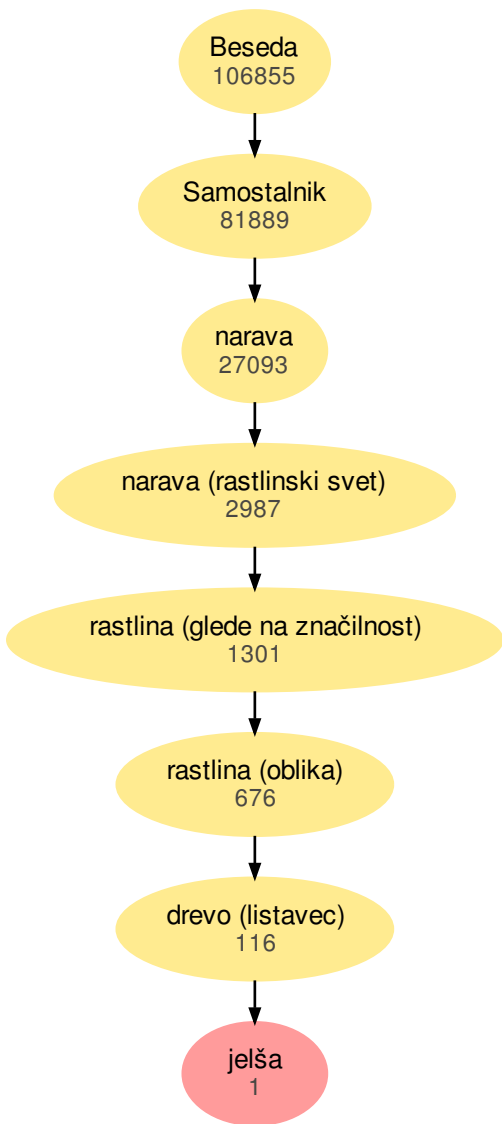 Beseda
106855
Samostalnik
81889
narava
27093
narava (rastlinski svet)
2987
rastlina (glede na značilnost)
1301
rastlina (oblika)
676
drevo (listavec)
116
jelša
1